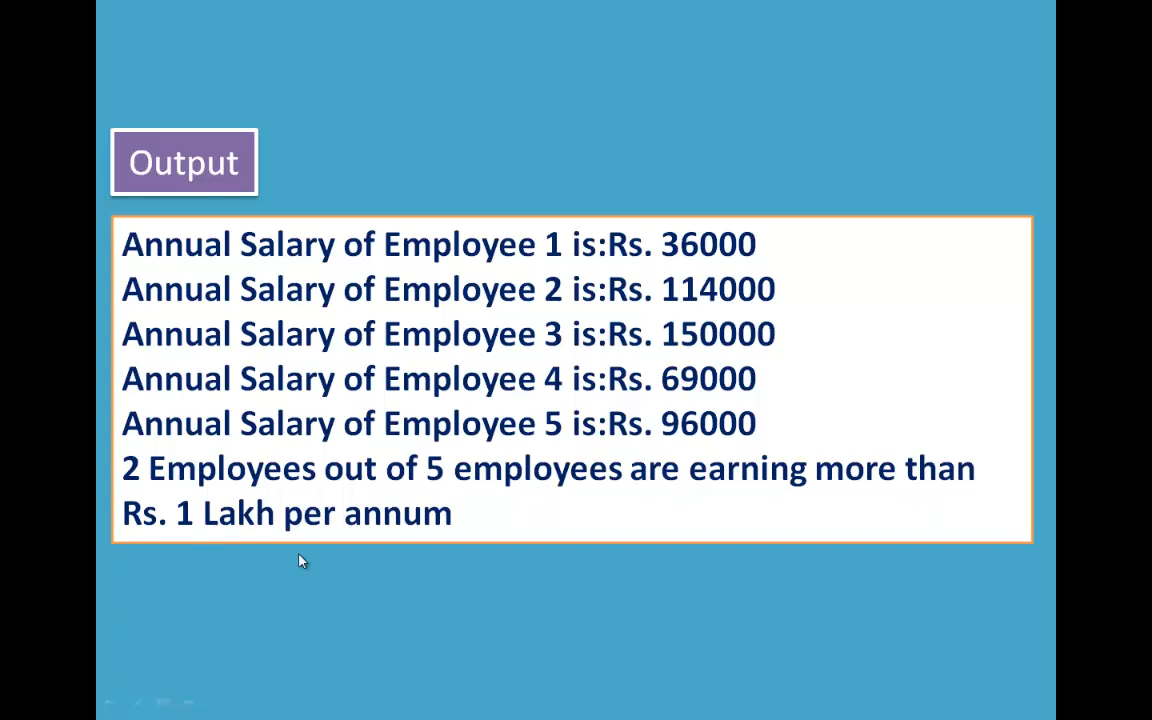 Output
Annual Salary of Employee 1 is:Rs. 36000
Annual Salary of Employee 2 is:Rs. 114000
Annual Salary of Employee 3 is:Rs. 150000
Annual Salary of Employee 4 is:Rs. 69000
Annual Salary of Employee 5 is:Rs. 96000
2 Employees out of 5 employees are earning more than
Rs. 1 Lakh per annum